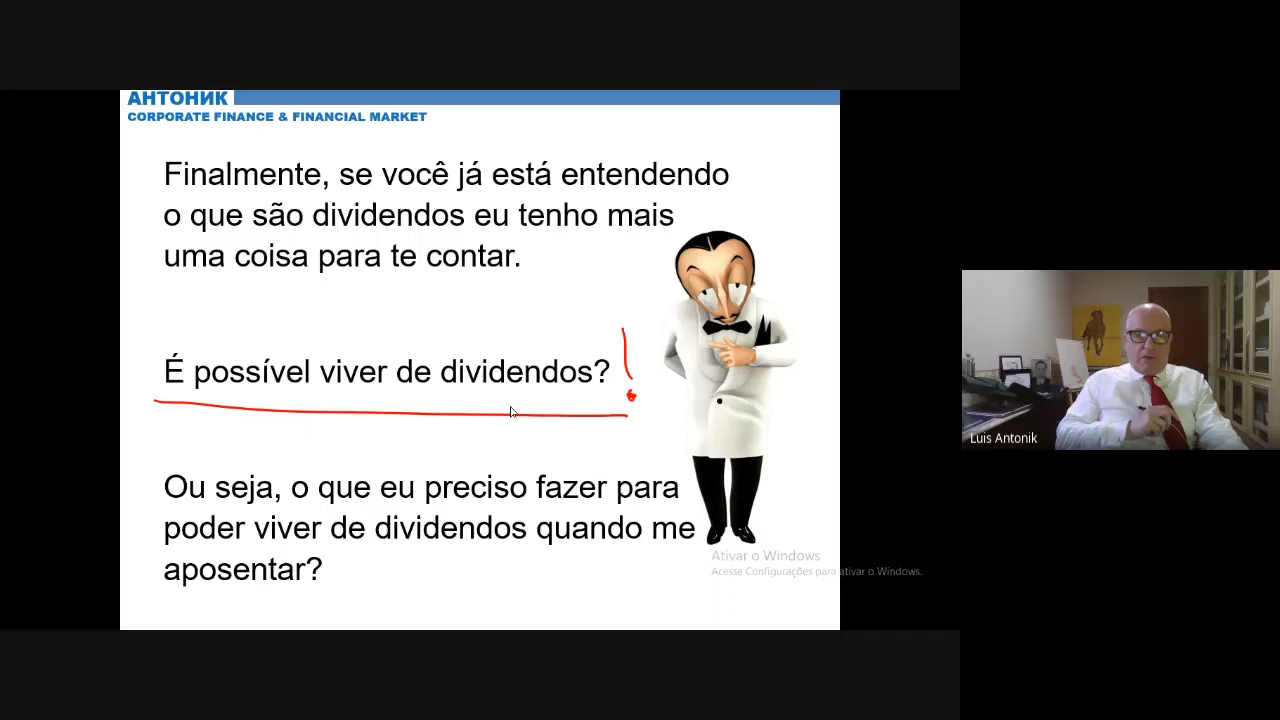 АНТОНИК
CORPORATE FINANCE & FINANCIAL MARKET
Finalmente, se você já está entendendo
o que são dividendos eu tenho mais
uma coisa para te contar.
É possível viver de dividendos? !
Ou seja, o que eu preciso fazer para
poder viver de dividendos quando me
aposentar?
Ativar o Windows
Acesse Configurações para ativar o Windows.
Luis Antonik